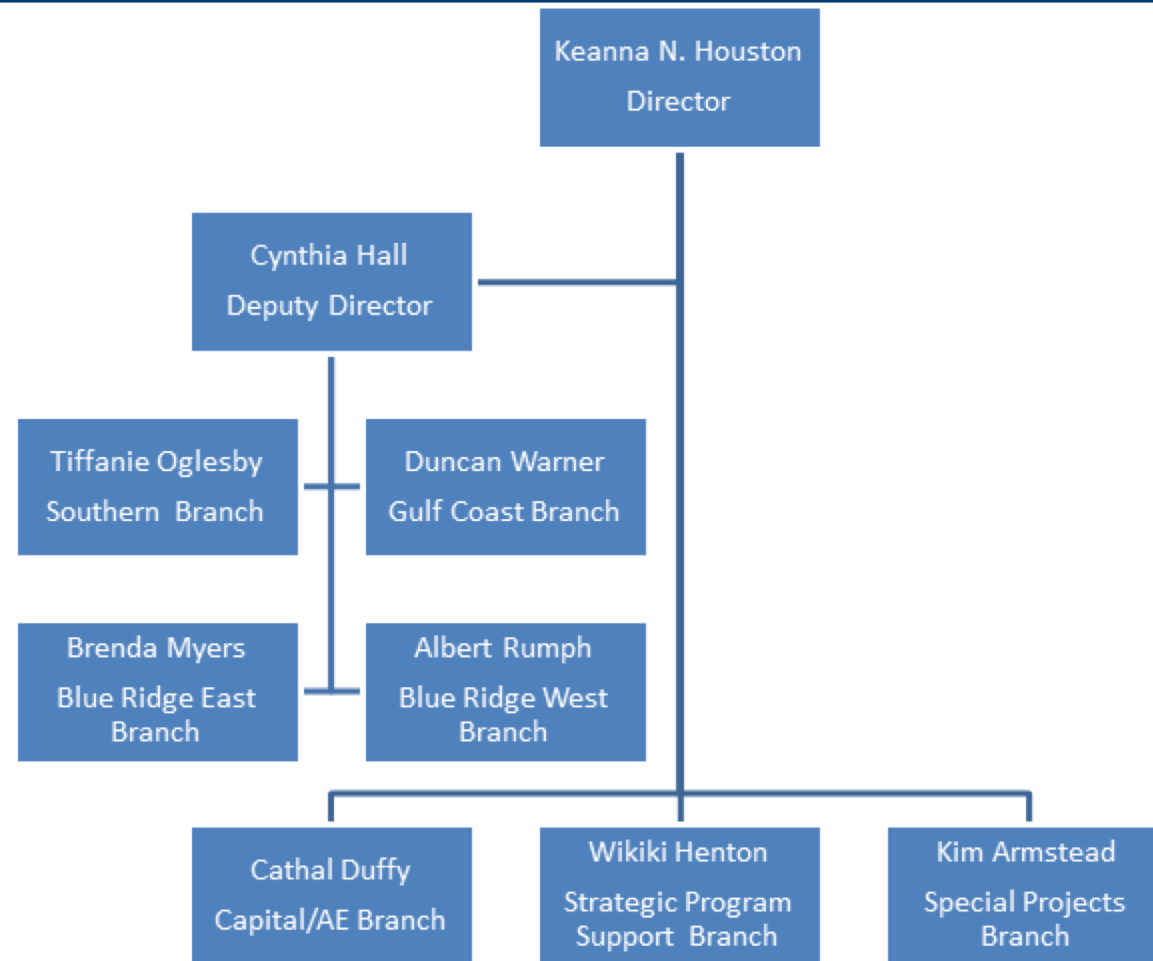 Keanna N. Houston
Director
Cynthia Hall
Deputy Director
Tiffanie Oglesby
Southern Branch
Duncan Warner
Gulf Coast Branch
Brenda Myers
Blue Ridge East
Branch
Albert Rumph
Blue Ridge West
Branch
Cathal Duffy
Capital/AE Branch
Wikiki Henton
Strategic Program
Support Branch
Kim Armstead
Special Projects
Branch